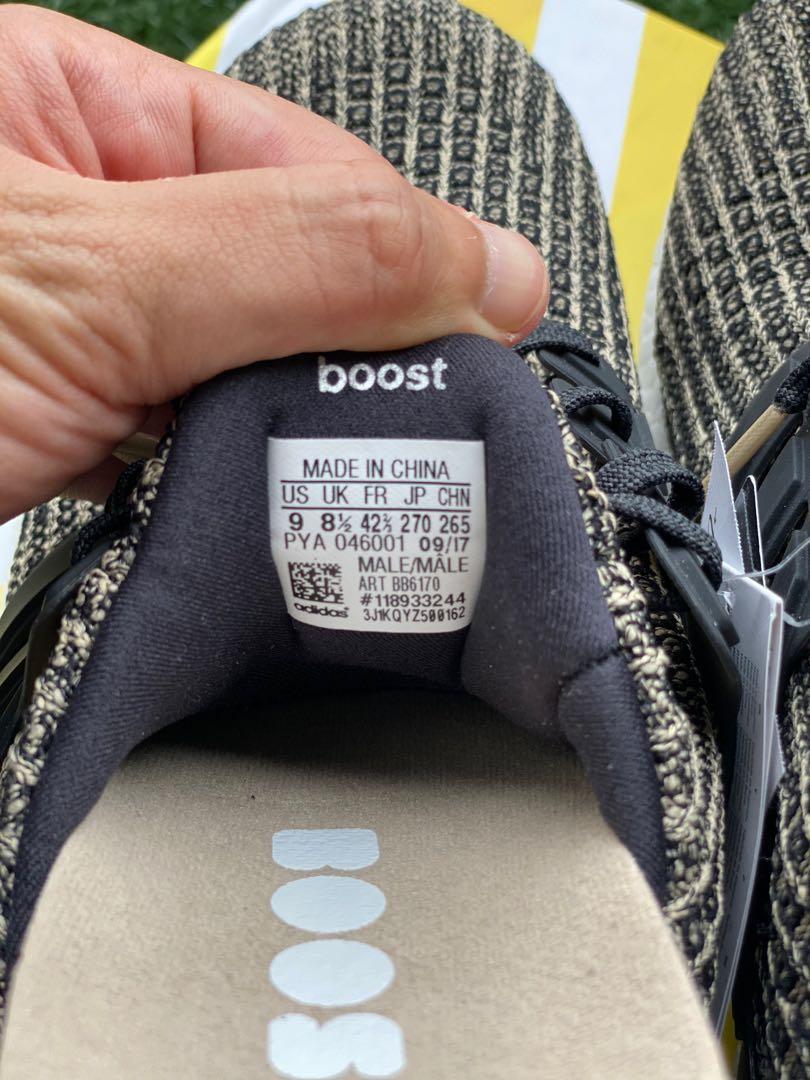 boost
MADE IN CHINA
US UK FR JP CHN
9 8½ 42⅔ 270 265
PYA 046001 09/17
MALE/MÂLE
ART BB6170
#118933244
adidas
3J1KQYZ500162
BOOS